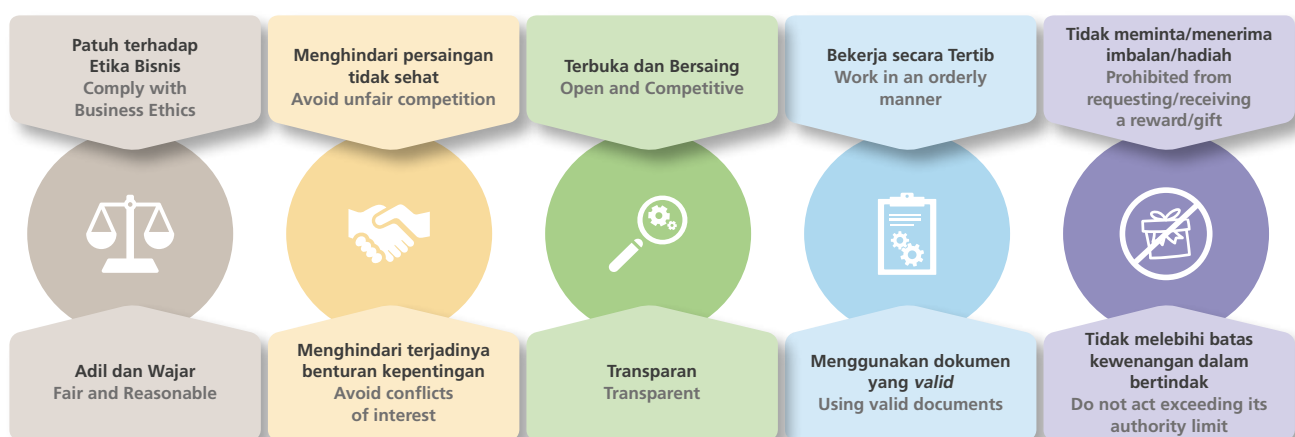 Patuh terhadap
Etika Bisnis
Comply with
Business Ethics
Menghindari persaingan
tidak sehat
Avoid unfair competition
Terbuka dan Bersaing
Open and Competitive
Bekerja secara Tertib
Work in an orderly
manner
Tidak meminta/menerima
imbalan/hadiah
Prohibited from
requesting/receiving
a reward/gift
Adil dan Wajar
Fair and Reasonable
Menghindari terjadinya
benturan kepentingan
Avoid conflicts
of interest
Transparan
Transparent
Menggunakan dokumen
yang valid
Using valid documents
Tidak melebihi batas
kewenangan dalam
bertindak
Do not act exceeding its
authority limit